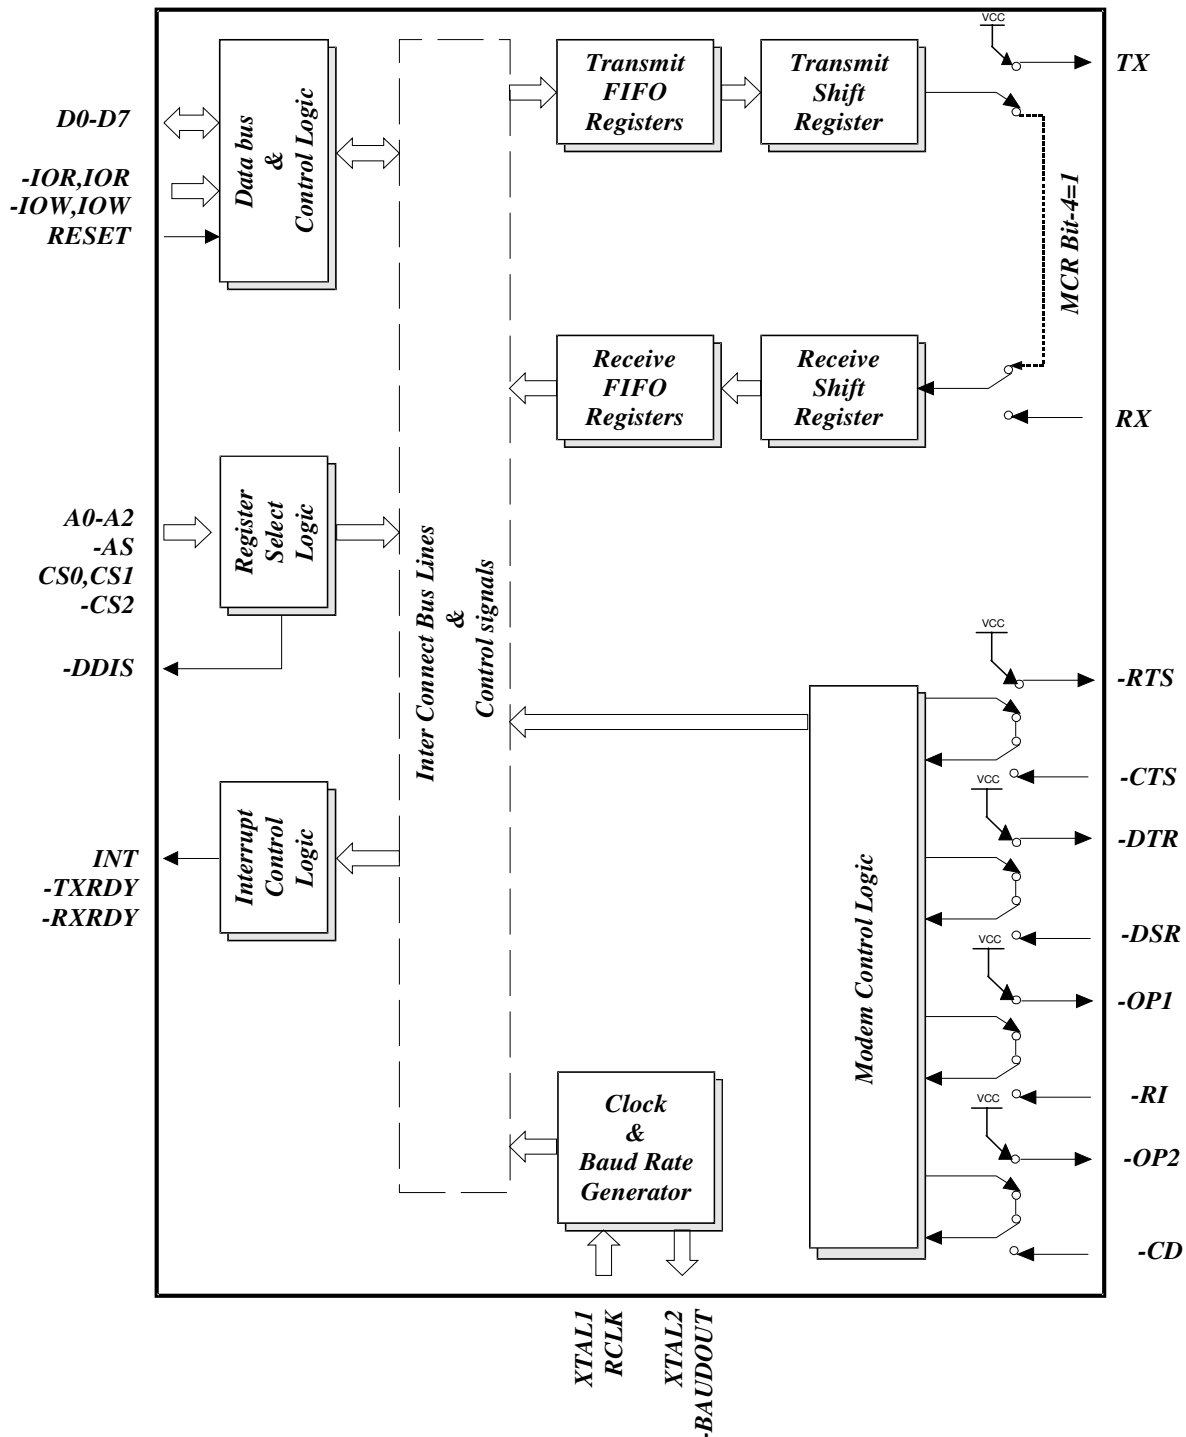 D0-D7
-IOR,IOR
-IOW,IOW
RESET
A0-A2
-AS
CS0,CS1
-CS2
-DDIS
INT
-TXRDY
-RXRDY
Data bus
&
Control Logic
Register
Select
Logic
Interrupt
Control
Logic
Inter Connect Bus Lines
&
Control signals
Transmit
FIFO
Registers
Transmit
Shift
Register
Receive
FIFO
Registers
Receive
Shift
Register
Clock
&
Baud Rate
Generator
Modem Control Logic
VCC
TX
MCR Bit-4=1
RX
VCC
-RTS
-CTS
VCC
-DTR
-DSR
VCC
-OP1
-RI
VCC
-OP2
-CD
XTAL1
RCLK
XTAL2
-BAUDOUT